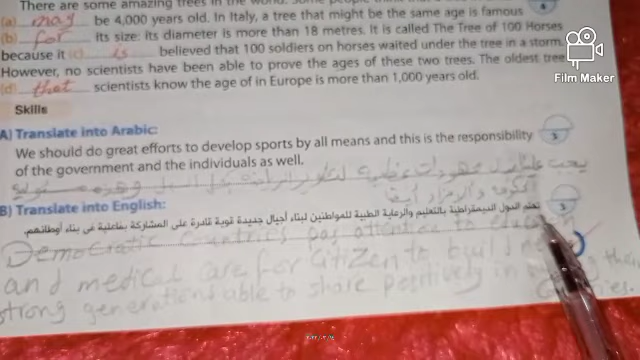 There are some amazing trees in the world. Some people think that
(a) may be 4,000 years old. In Italy, a tree that might be the same age is famous
(b) for its size: its diameter is more than 18 metres. It is called The Tree of 100 Horses
because it (c) is believed that 100 soldiers on horses waited under the tree in a storm.
However, no scientists have been able to prove the ages of these two trees. The oldest tree
(d) that scientists know the age of in Europe is more than 1,000 years old.
Film Maker
Skills
A) Translate into Arabic:
We should do great efforts to develop sports by all means and this is the responsibility
of the government and the individuals as well.
يجب علينا بذل مجهودات عظيمة لتطوير الرياضة بكل السبل وهذه مسئولية
الحكومة والأفراد أيضا
B) Translate into English:
3
تهتم الدول الديمقراطية بالتعليم والرعاية الطبية للمواطنين لبناء أجيال جديدة قوية قادرة على المشاركة بفاعلية فى بناء أوطانهم.
Democratic Countries pay attention to
and medical care for Citizen to build new
strong generations able to share positively in their
Countries.